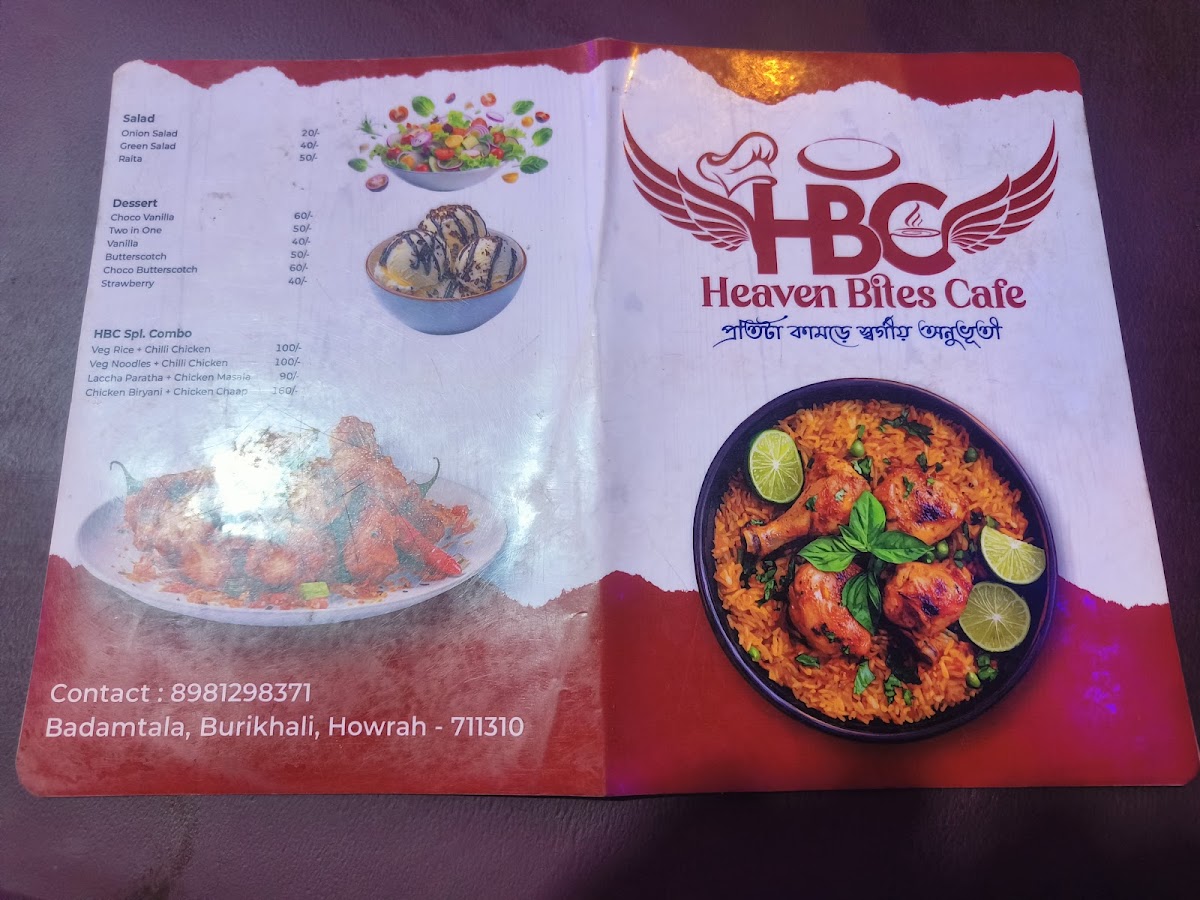 Salad
Onion Salad 20/-
Green Salad 40/-
Raita 50/-
Dessert
Choco Vanilla 60/-
Two in One 50/-
Vanilla 40/-
Butterscotch 50/-
Choco Butterscotch 60/-
Strawberry 40/-
HBC Spl. Combo
Veg Rice + Chilli Chicken 100/-
Veg Noodles + Chilli Chicken 100/-
Laccha Paratha + Chicken Masala 90/-
Chicken Biryani + Chicken Chaap 160/-
Contact : 8981298371
Badamtala, Burikhali, Howrah - 711310
HBC
Heaven Bites Cafe
প্রতিটা কামড়ে স্বর্গীয় অনুভূতী